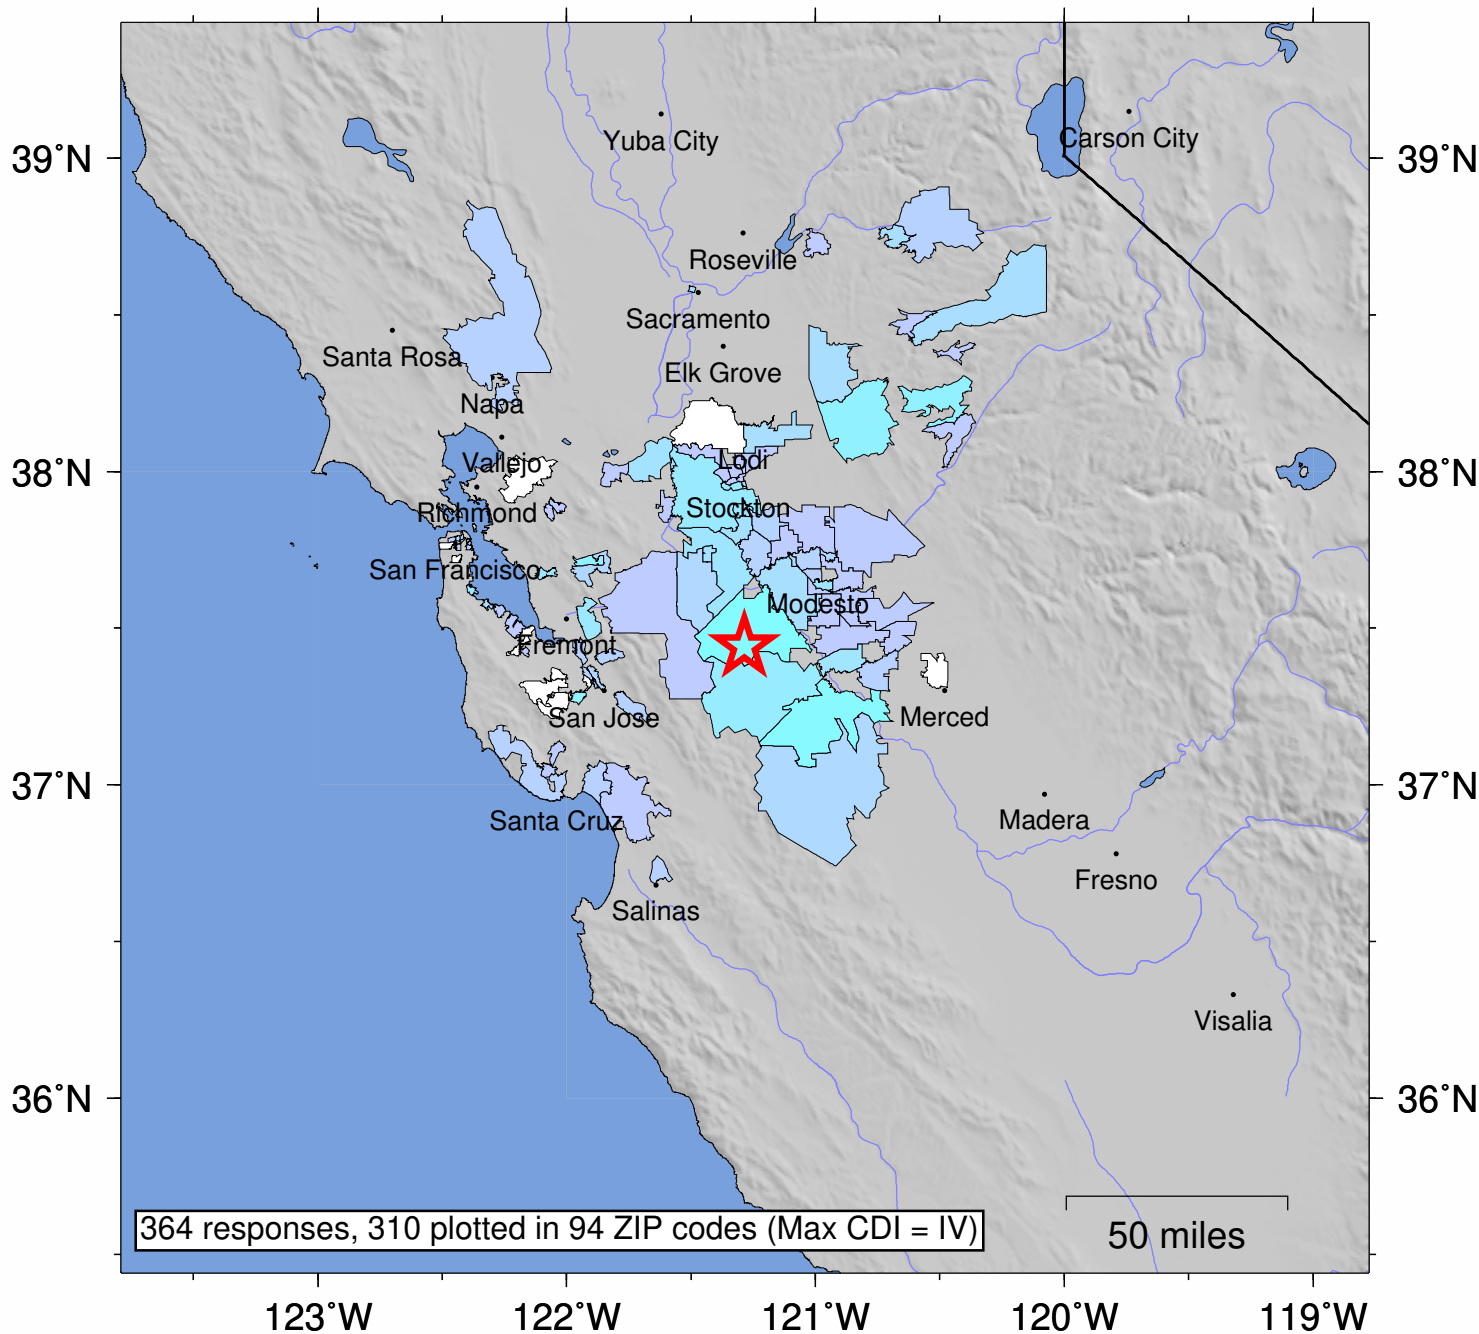 39°N
39°N
38°N
38°N
37°N
37°N
36°N
36°N
Yuba City
Carson City
Roseville
Sacramento
Santa Rosa
Elk Grove
Napa
Vallejo
Lodi
Richmond
Stockton
San Francisco
Modesto
Fremont
San Jose
Merced
Santa Cruz
Madera
Fresno
Salinas
Visalia
364 responses, 310 plotted in 94 ZIP codes (Max CDI = IV)
50 miles
123°W
122°W
121°W
120°W
119°W